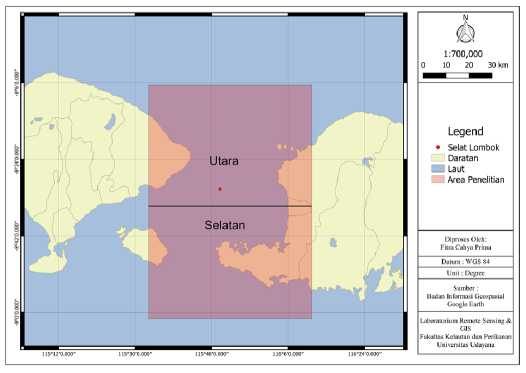 N
1:700,000
0 10 20 30 km
Legend
Selat Lombok
Daratan
Laut
Area Penelitian
Diproses Oleh:
Fitra Cahya Prima
Datum : WGS 84
Unit : Degree
Sumber :
Badan Informasi Geospasial
Google Earth
Laboratorium Remote Sensing &
GIS
Fakultas Kelautan dan Perikanan
Universitas Udayana
Utara
Selatan
115°12'0.000"
115°30'0.000"
115°48'0.000"
116°6'0.000"
116°24'0.000"